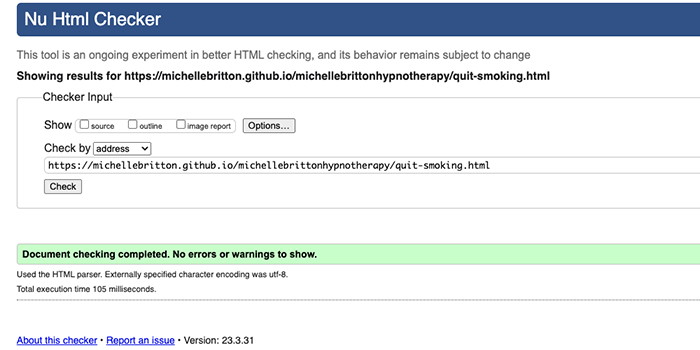 Nu Html Checker
This tool is an ongoing experiment in better HTML checking, and its behavior remains subject to change
Showing results for https://michellebritton.github.io/michellebrittonhypnotherapy/quit-smoking.html
Checker Input
Show source outline image report Options...
Check by address
https://michellebritton.github.io/michellebrittonhypnotherapy/quit-smoking.html
Check
Document checking completed. No errors or warnings to show.
Used the HTML parser. Externally specified character encoding was utf-8.
Total execution time 105 milliseconds.
About this checker • Report an issue • Version: 23.3.31